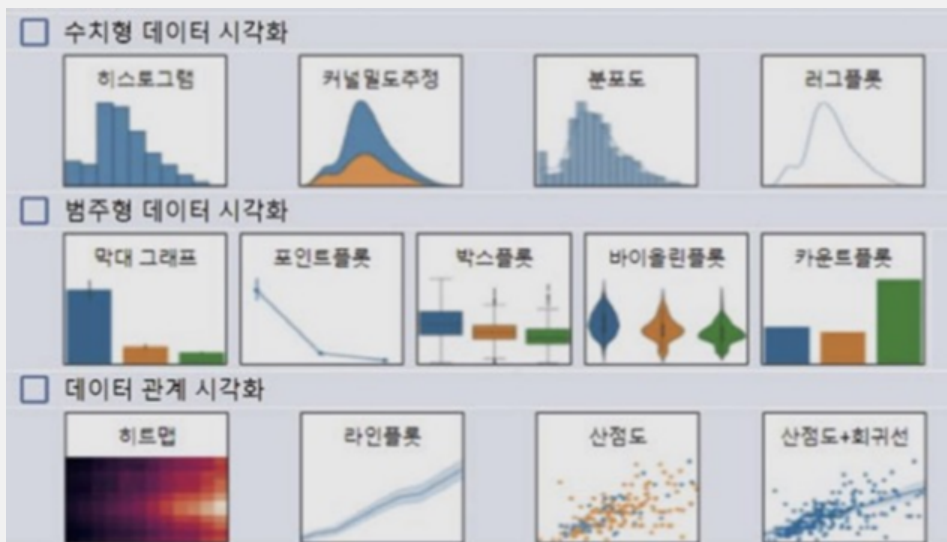 수치형 데이터 시각화
히스토그램 커널밀도추정 분포도 러그플롯
범주형 데이터 시각화
막대 그래프 포인트플롯 박스플롯 바이올린플롯 카운트플롯
데이터 관계 시각화
히트맵 라인플롯 산점도 산점도+회귀선